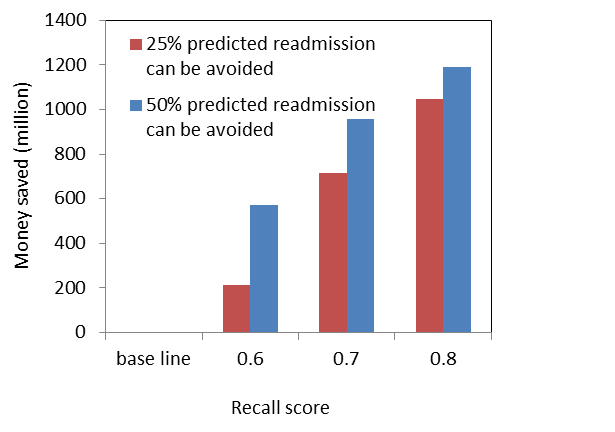 1400
1200
1000
800
600
400
200
0
Money saved (million)
25% predicted readmission
can be avoided
50% predicted readmission
can be avoided
base line 0.6 0.7 0.8
Recall score